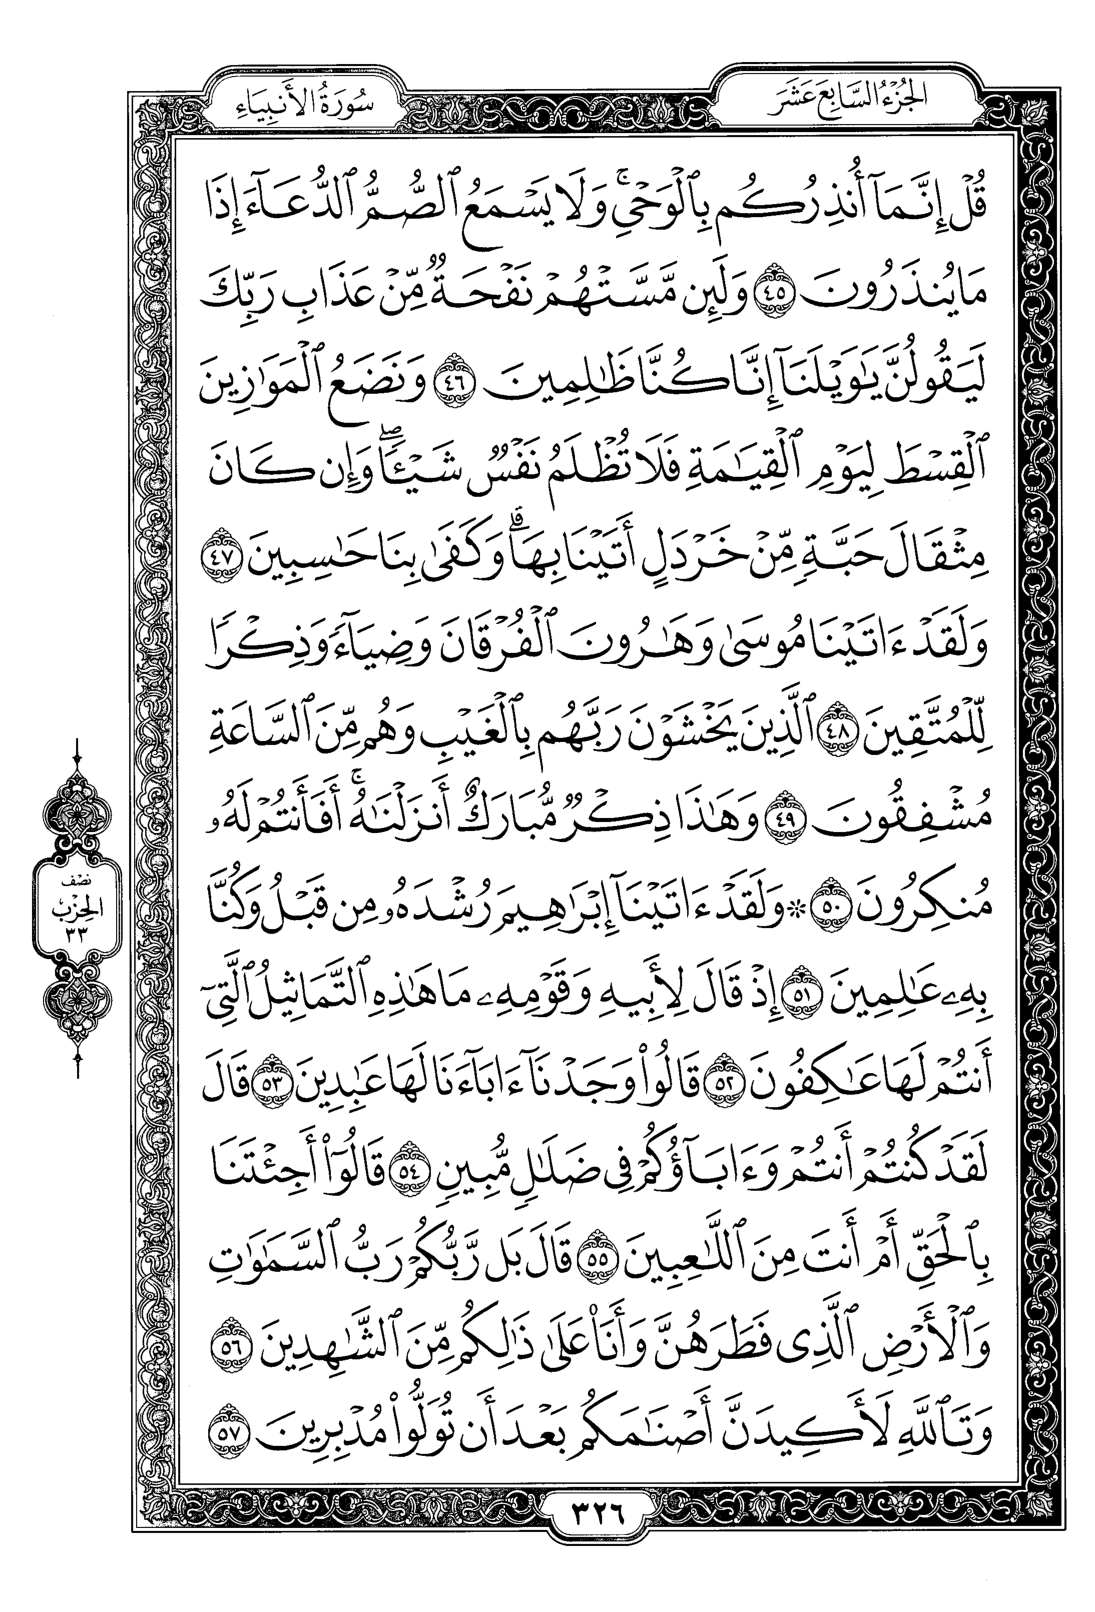 الجُزْءُ السَّابِعَ عَشَرَ
سُورَةُ الأَنبِيَاءِ
قُلْ إِنَّمَآ أُنذِرُكُم بِٱلْوَحْىِ ۚ وَلَا يَسْمَعُ ٱلصُّمُّ ٱلدُّعَآءَ إِذَا
مَا يُنذَرُونَ ٤٥ وَلَئِن مَّسَّتْهُمْ نَفْحَةٌ مِّنْ عَذَابِ رَبِّكَ
لَيَقُولُنَّ يَٰوَيْلَنَآ إِنَّا كُنَّا ظَٰلِمِينَ ٤٦ وَنَضَعُ ٱلْمَوَٰزِينَ
ٱلْقِسْطَ لِيَوْمِ ٱلْقِيَٰمَةِ فَلَا تُظْلَمُ نَفْسٌ شَيْـًٔا ۖ وَإِن كَانَ
مِثْقَالَ حَبَّةٍ مِّنْ خَرْدَلٍ أَتَيْنَا بِهَا ۗ وَكَفَىٰ بِنَا حَٰسِبِينَ ٤٧
وَلَقَدْ ءَاتَيْنَا مُوسَىٰ وَهَٰرُونَ ٱلْفُرْقَانَ وَضِيَآءً وَذِكْرًا
لِّلْمُتَّقِينَ ٤٨ ٱلَّذِينَ يَخْشَوْنَ رَبَّهُم بِٱلْغَيْبِ وَهُم مِّنَ ٱلسَّاعَةِ
مُشْفِقُونَ ٤٩ وَهَٰذَا ذِكْرٌ مُّبَارَكٌ أَنزَلْنَٰهُ ۚ أَفَأَنتُمْ لَهُۥ
مُنكِرُونَ ٥٠ ۞ وَلَقَدْ ءَاتَيْنَآ إِبْرَٰهِيمَ رُشْدَهُۥ مِن قَبْلُ وَكُنَّا
بِهِۦ عَٰلِمِينَ ٥١ إِذْ قَالَ لِأَبِيهِ وَقَوْمِهِۦ مَا هَٰذِهِ ٱلتَّمَاثِيلُ ٱلَّتِىٓ
أَنتُمْ لَهَا عَٰكِفُونَ ٥٢ قَالُوا۟ وَجَدْنَآ ءَابَآءَنَا لَهَا عَٰبِدِينَ ٥٣ قَالَ
لَقَدْ كُنتُمْ أَنتُمْ وَءَابَآؤُكُمْ فِى ضَلَٰلٍ مُّبِينٍ ٥٤ قَالُوٓا۟ أَجِئْتَنَا
بِٱلْحَقِّ أَمْ أَنتَ مِنَ ٱللَّٰعِبِينَ ٥٥ قَالَ بَل رَّبُّكُمْ رَبُّ ٱلسَّمَٰوَٰتِ
وَٱلْأَرْضِ ٱلَّذِى فَطَرَهُنَّ وَأَنَا۠ عَلَىٰ ذَٰلِكُم مِّنَ ٱلشَّٰهِدِينَ ٥٦
وَتَٱللَّهِ لَأَكِيدَنَّ أَصْنَٰمَكُم بَعْدَ أَن تُوَلُّوا۟ مُدْبِرِينَ ٥٧
نِصْف
الحِزْب
٣٣
٣٢٦